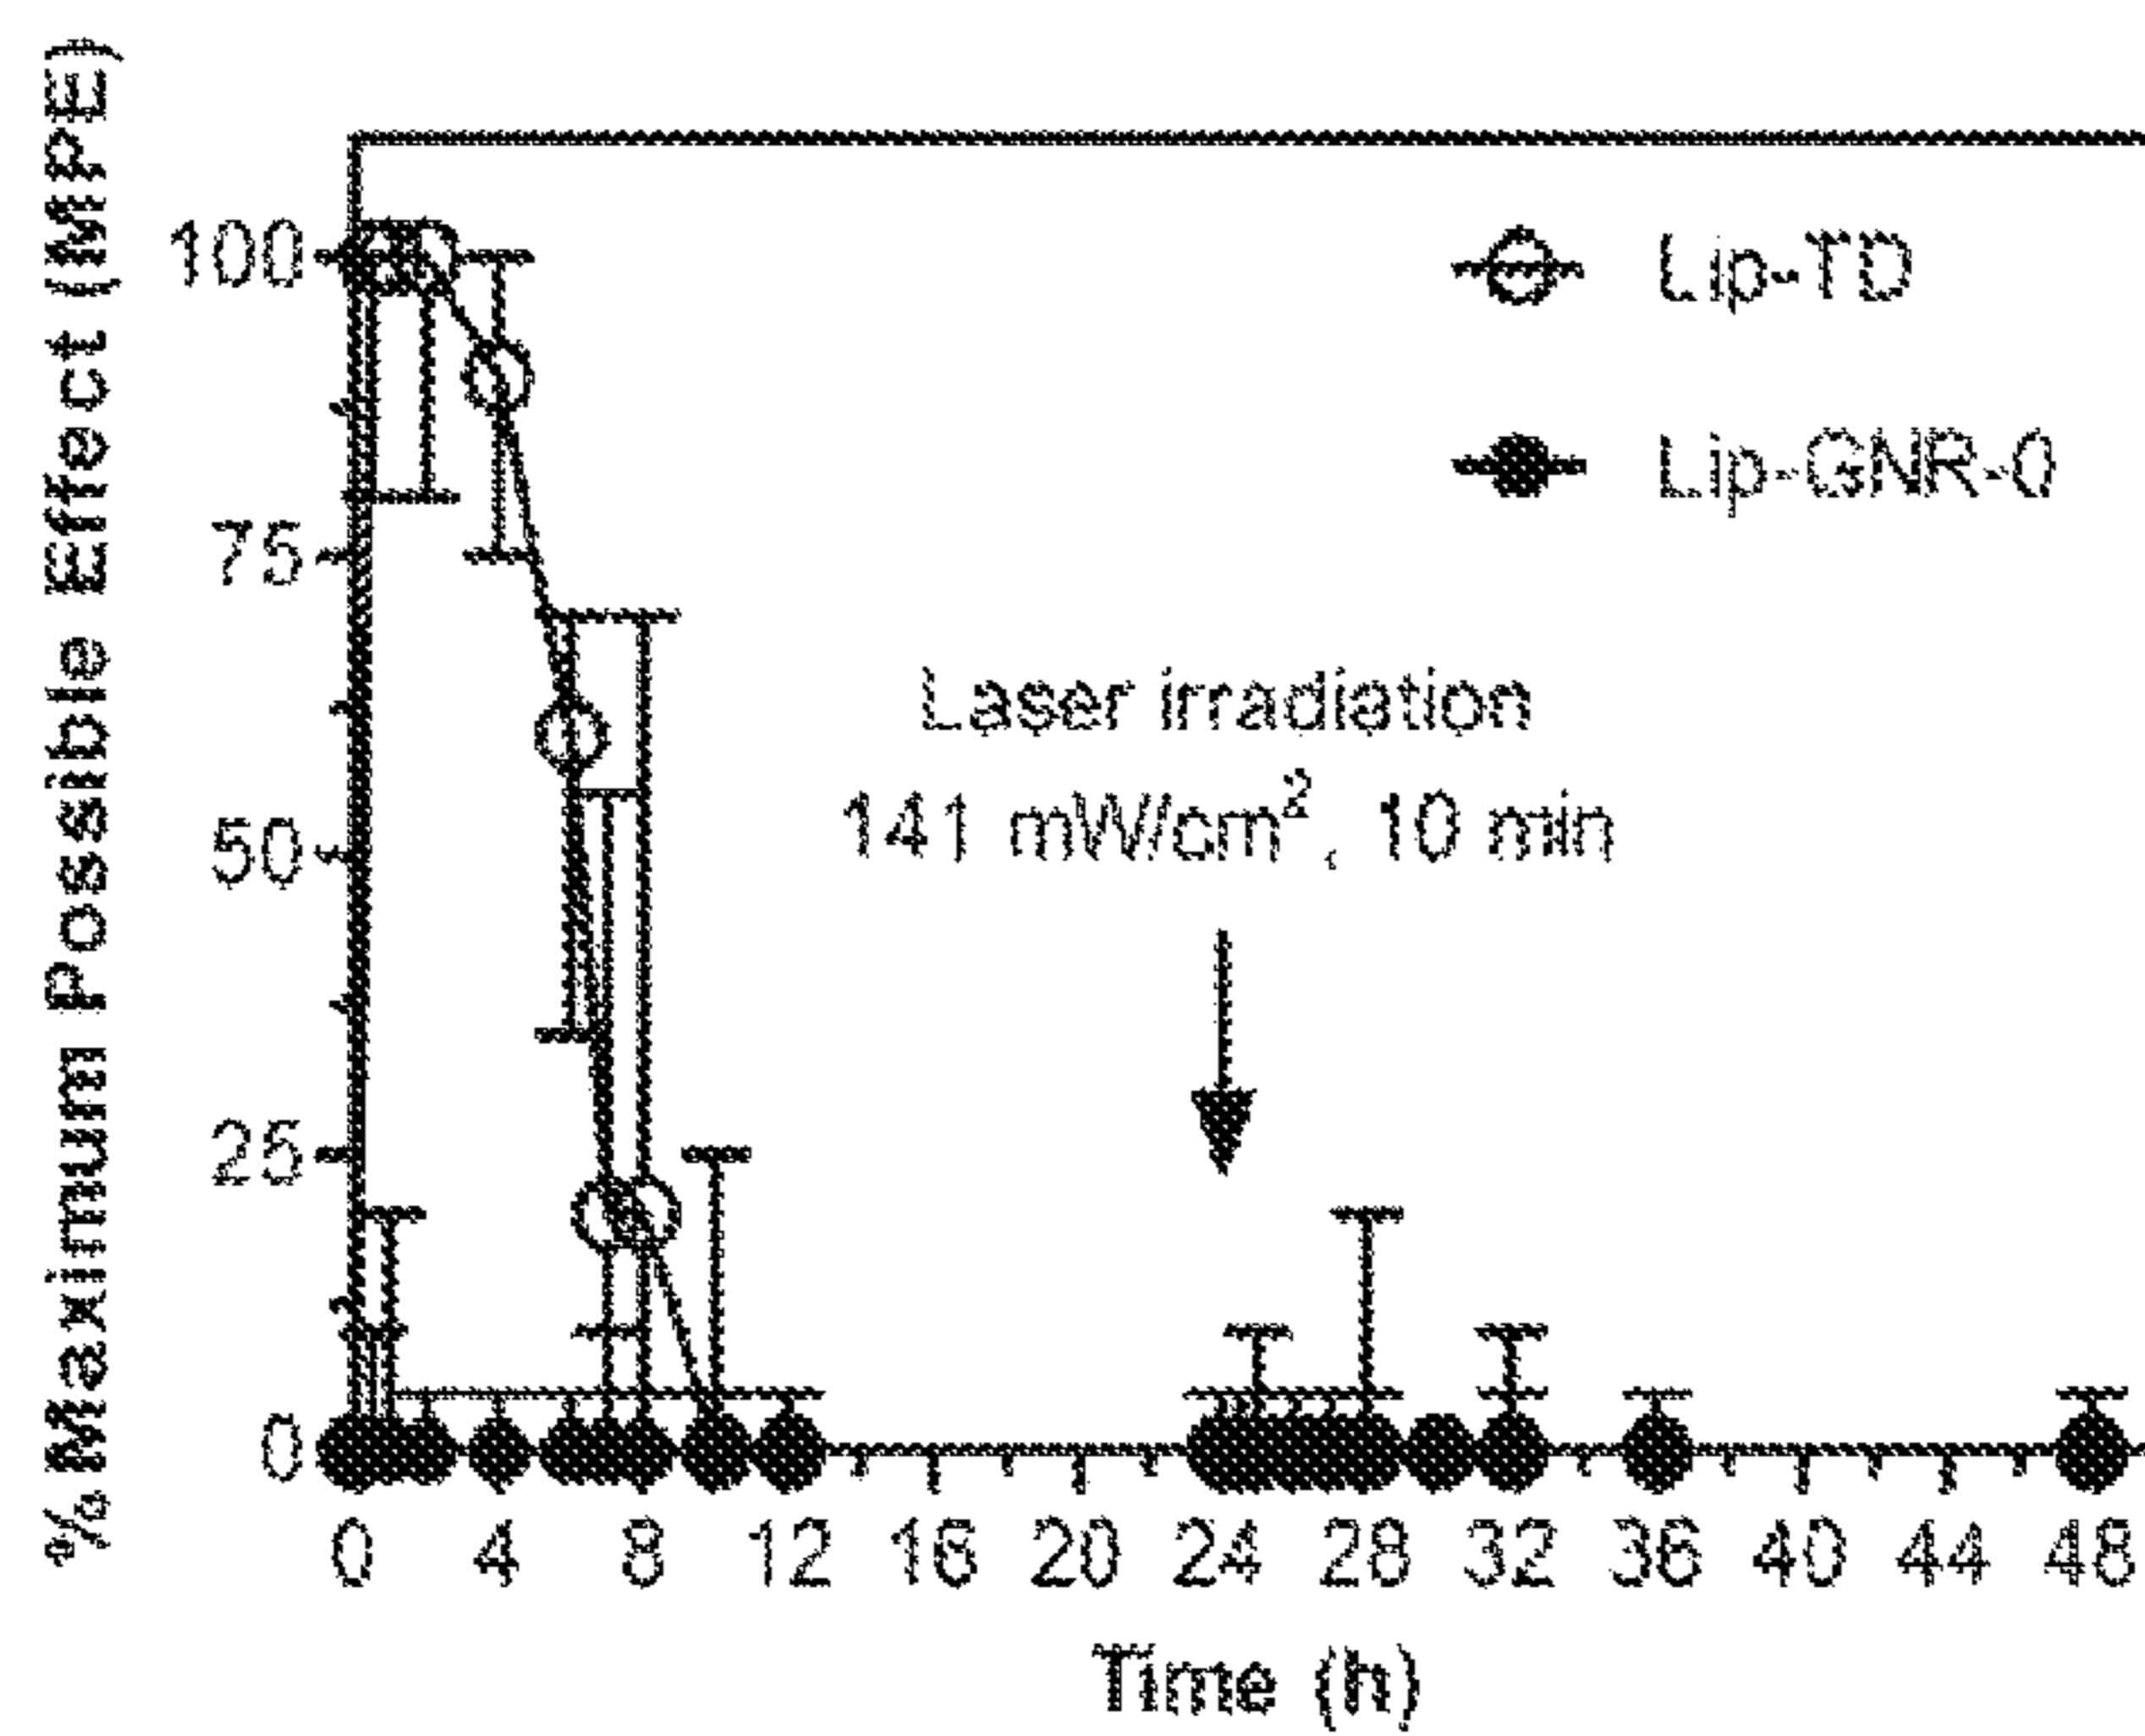 % Maximum Possible Effect (MPE)
100
75
50
25
0
Lip-TD
Lip-GNR-0
Laser irradiation
141 mW/cm², 10 min
0 4 8 12 16 20 24 28 32 36 40 44 48
Time (h)